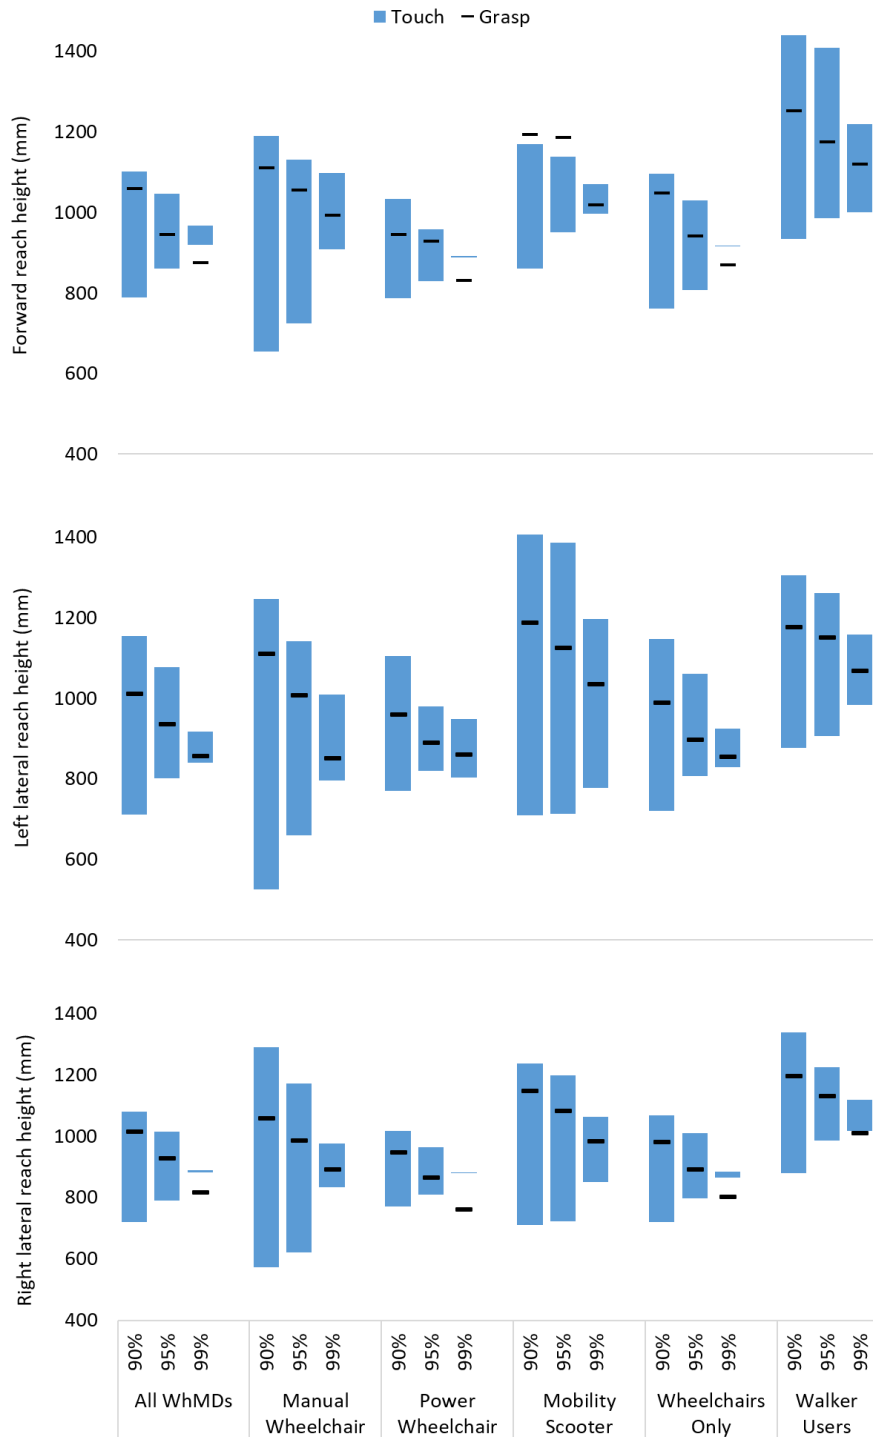 Touch Grasp
Forward reach height (mm)
1400
1200
1000
800
600
400
Left lateral reach height (mm)
1400
1200
1000
800
600
400
Right lateral reach height (mm)
1400
1200
1000
800
600
400
90% 95% 99% 90% 95% 99% 90% 95% 99% 90% 95% 99% 90% 95% 99% 90% 95% 99%
All WhMDs Manual Power Mobility Wheelchairs Walker
Wheelchair Wheelchair Scooter Only Users